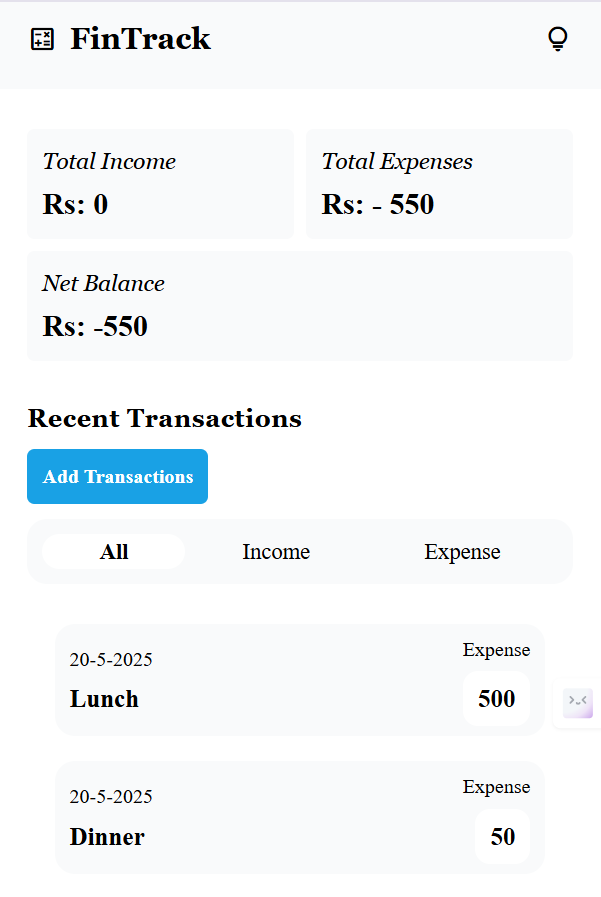 FinTrack
Total Income
Rs: 0
Total Expenses
Rs: - 550
Net Balance
Rs: -550
Recent Transactions
Add Transactions
All Income Expense
20-5-2025
Lunch
Expense
500
20-5-2025
Dinner
Expense
50